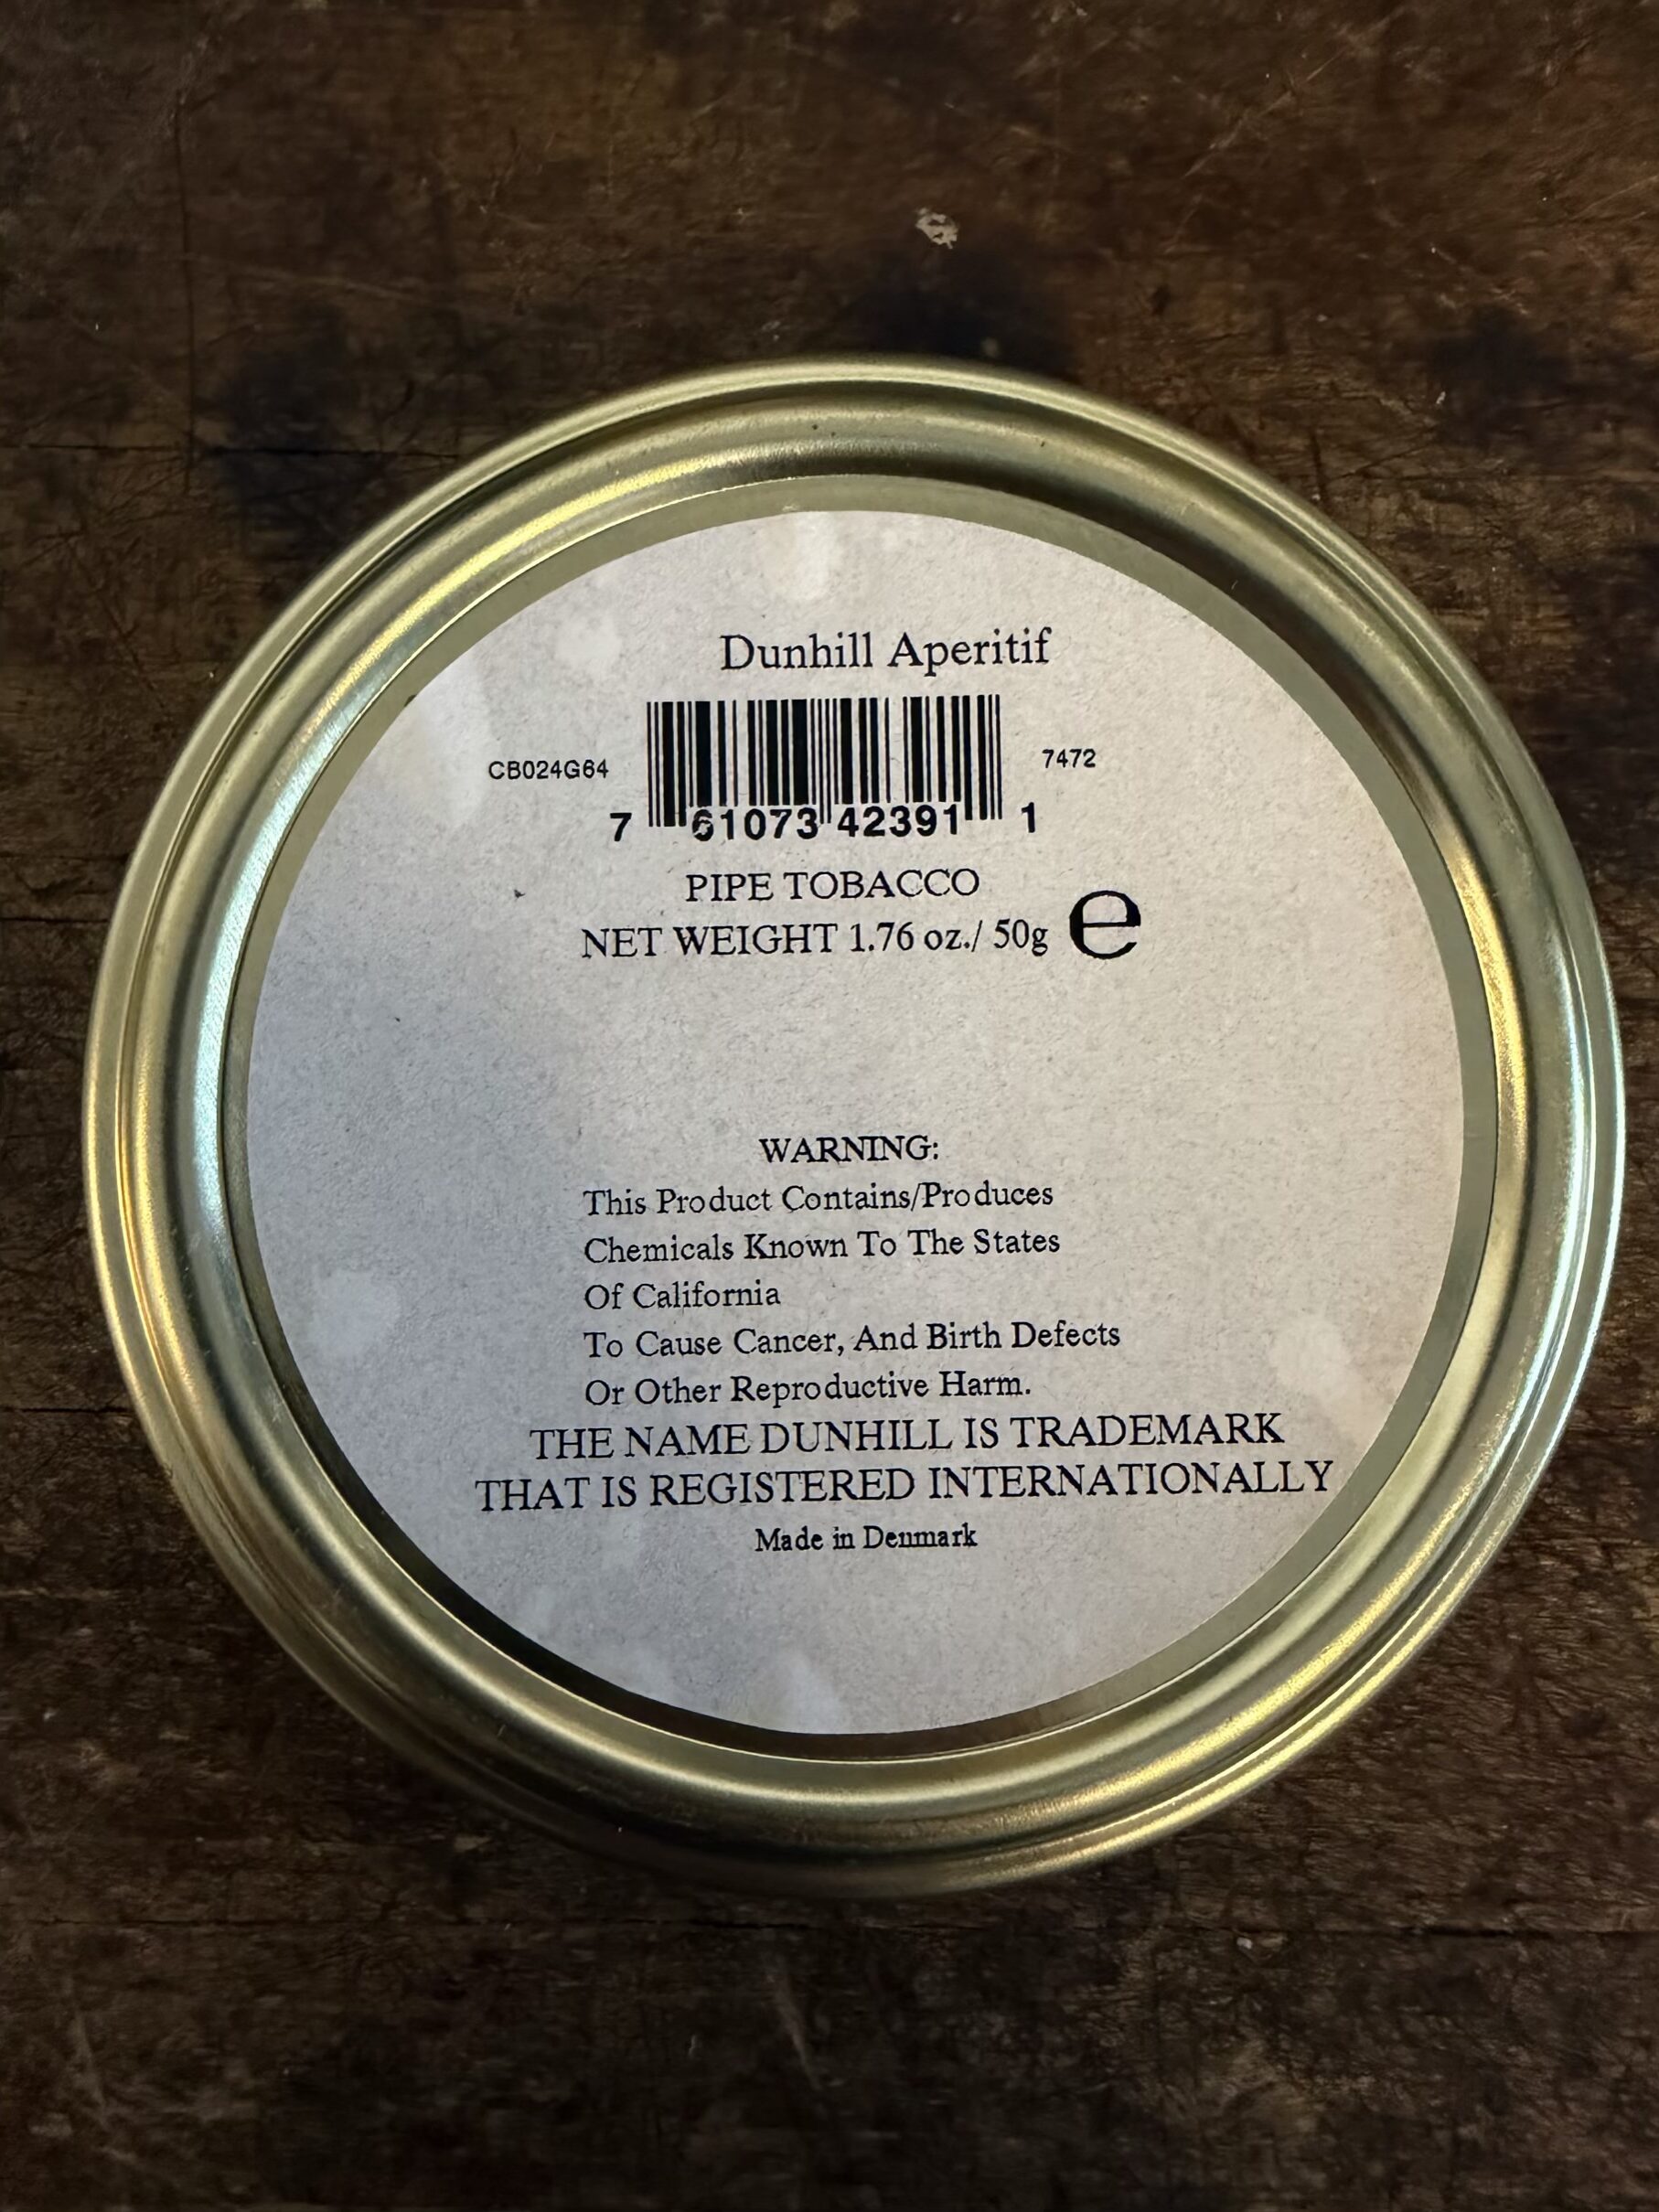 Dunhill Aperitif
CB024G64
7472
7 61073 42391 1
PIPE TOBACCO
NET WEIGHT 1.76 oz./ 50g e
WARNING:
This Product Contains/Produces
Chemicals Known To The States
Of California
To Cause Cancer, And Birth Defects
Or Other Reproductive Harm.
THE NAME DUNHILL IS TRADEMARK
THAT IS REGISTERED INTERNATIONALLY
Made in Denmark